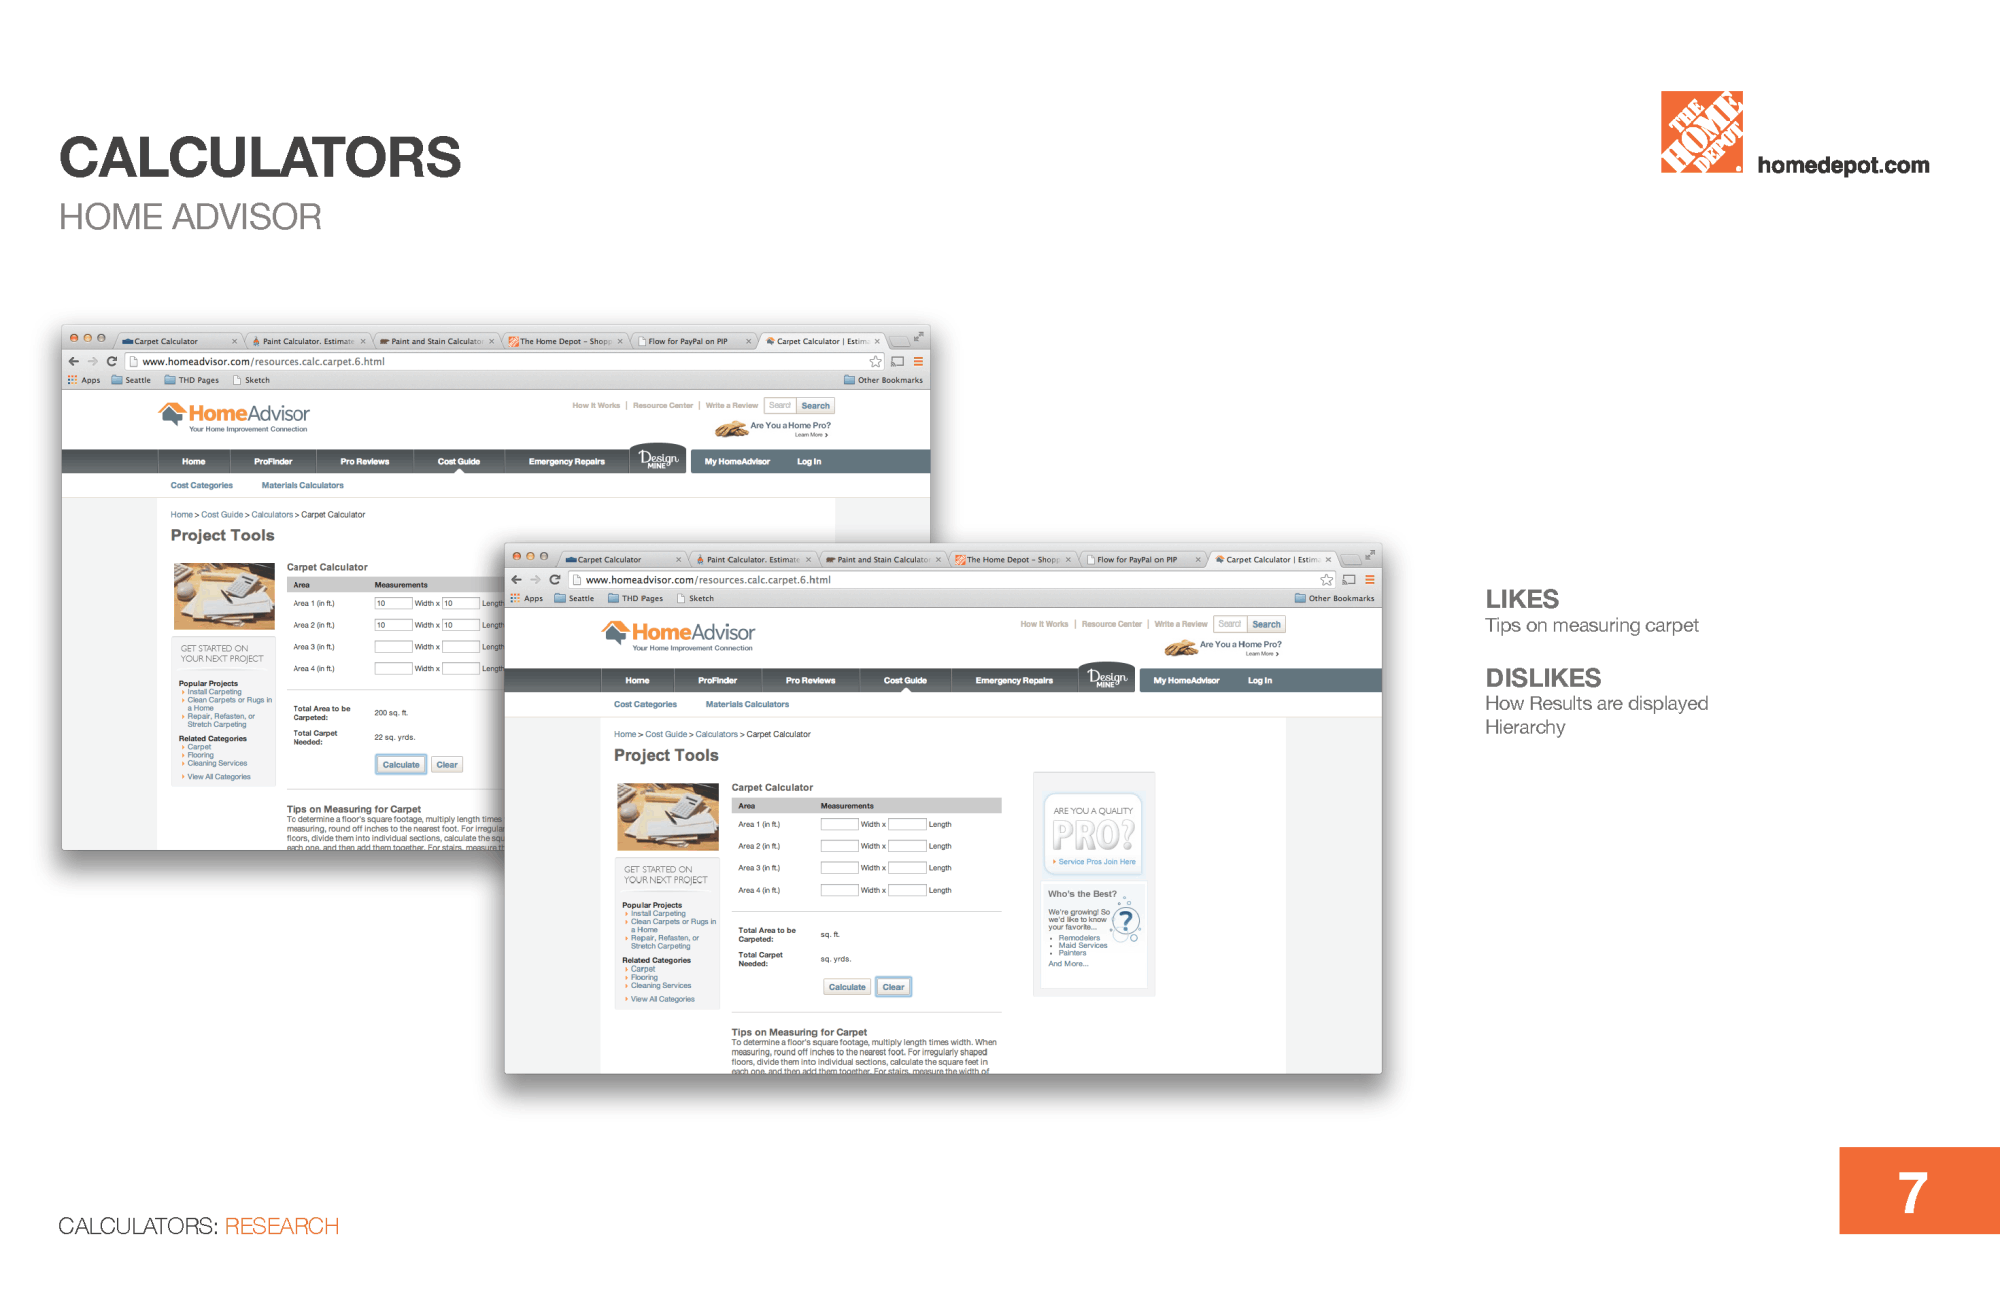 CALCULATORS
HOME ADVISOR
THE HOME DEPOT
homedepot.com
Carpet Calculator
Paint Calculator. Estimate
Paint and Stain Calculator
The Home Depot – Shopp
Flow for PayPal on PIP
Carpet Calculator | Estim
www.homeadvisor.com/resources.calc.carpet.6.html
Apps Seattle THD Pages Sketch Other Bookmarks
HomeAdvisor
Your Home Improvement Connection
How It Works | Resource Center | Write a Review Search
Are You a Home Pro?
Learn More
Home ProFinder Pro Reviews Cost Guide Emergency Repairs Design MINE My HomeAdvisor Log In
Cost Categories Materials Calculators
Home > Cost Guide > Calculators > Carpet Calculator
Project Tools
Carpet Calculator
Area Measurements
Area 1 (in ft.) 10 Width x 10 Length
Area 2 (in ft.) 10 Width x 10 Length
Area 3 (in ft.) Width x Length
Area 4 (in ft.) Width x Length
GET STARTED ON
YOUR NEXT PROJECT
Popular Projects
Install Carpeting
Clean Carpets or Rugs in
a Home
Repair, Refasten, or
Stretch Carpeting
Related Categories
Carpet
Flooring
Cleaning Services
View All Categories
Total Area to be
Carpeted:
200 sq. ft.
Total Carpet
Needed:
22 sq. yrds.
Calculate Clear
Tips on Measuring for Carpet
To determine a floor's square footage, multiply length times
measuring, round off inches to the nearest foot. For irregular
floors, divide them into individual sections, calculate the squ
each one, and then add them together. For stairs, measure th
Carpet Calculator
Paint Calculator. Estimate
Paint and Stain Calculator
The Home Depot – Shopp
Flow for PayPal on PIP
Carpet Calculator | Estim
www.homeadvisor.com/resources.calc.carpet.6.html
Apps Seattle THD Pages Sketch Other Bookmarks
HomeAdvisor
Your Home Improvement Connection
How It Works | Resource Center | Write a Review Search
Are You a Home Pro?
Learn More
Home ProFinder Pro Reviews Cost Guide Emergency Repairs Design MINE My HomeAdvisor Log In
Cost Categories Materials Calculators
Home > Cost Guide > Calculators > Carpet Calculator
Project Tools
Carpet Calculator
Area Measurements
Area 1 (in ft.) Width x Length
Area 2 (in ft.) Width x Length
Area 3 (in ft.) Width x Length
Area 4 (in ft.) Width x Length
GET STARTED ON
YOUR NEXT PROJECT
Popular Projects
Install Carpeting
Clean Carpets or Rugs in
a Home
Repair, Refasten, or
Stretch Carpeting
Related Categories
Carpet
Flooring
Cleaning Services
View All Categories
Total Area to be
Carpeted:
sq. ft.
Total Carpet
Needed:
sq. yrds.
Calculate Clear
Tips on Measuring for Carpet
To determine a floor's square footage, multiply length times width. When
measuring, round off inches to the nearest foot. For irregularly shaped
floors, divide them into individual sections, calculate the square feet in
each one, and then add them together. For stairs, measure the width of
ARE YOU A QUALITY
PRO?
Service Pros Join Here
Who's the Best?
We're growing! So
we'd like to know
your favorite...
Remodelers
Maid Services
Painters
And More...
LIKES
Tips on measuring carpet
DISLIKES
How Results are displayed
Hierarchy
CALCULATORS: RESEARCH
7